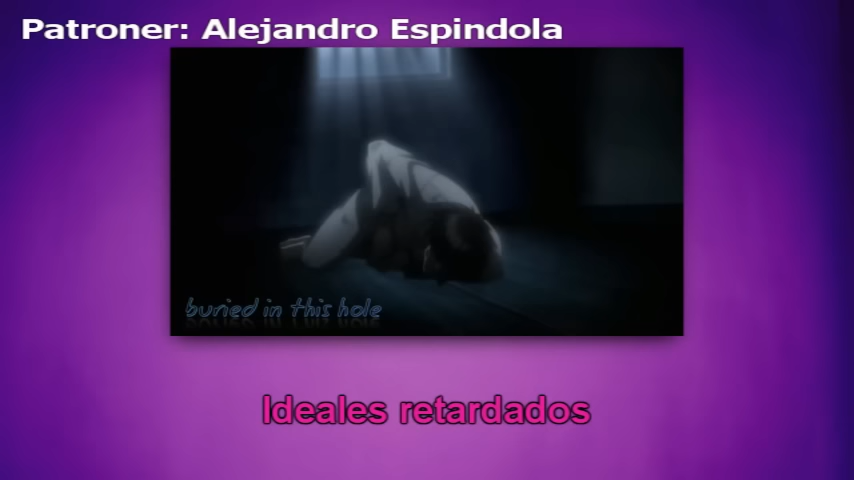 Patroner: Alejandro Espindola
buried in this hole
Ideales retardados